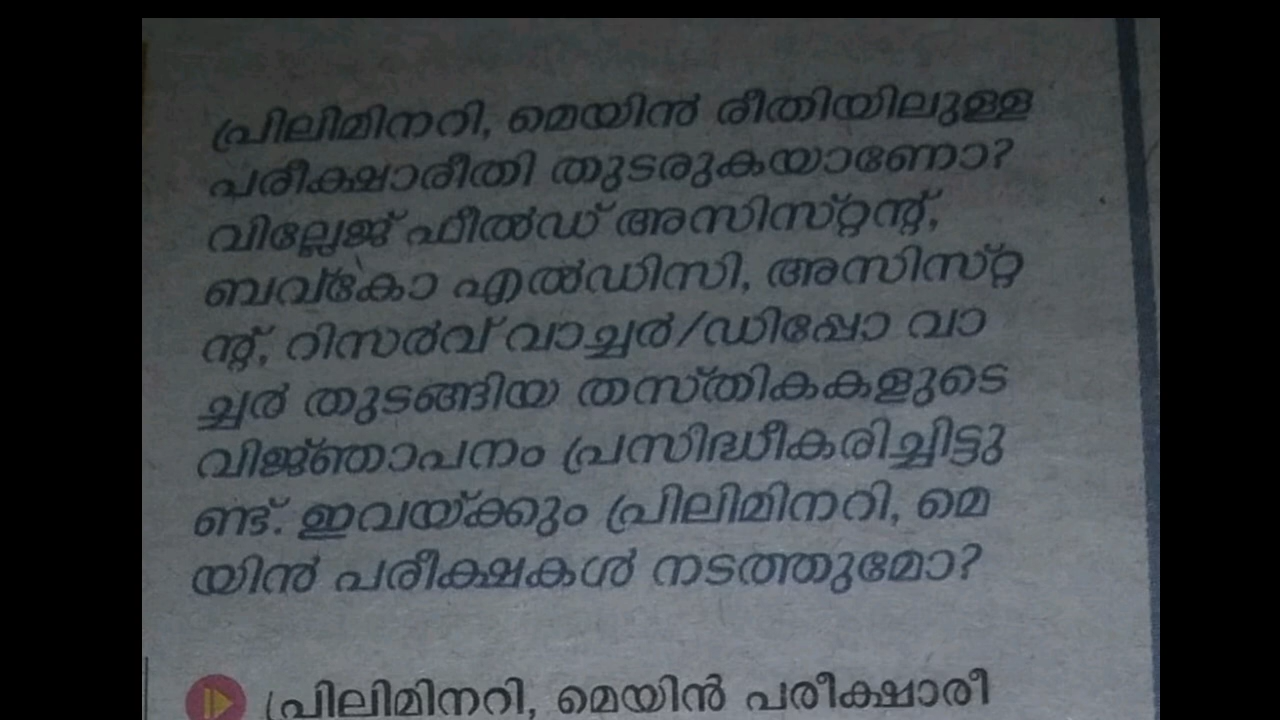 പ്രിലിമിനറി, മെയിൻ രീതിയിലുള്ള
പരീക്ഷാരീതി തുടരുകയാണോ?
വില്ലേജ് ഫീൽഡ് അസിസ്റ്റന്റ്,
ബവ്കോ എൽഡിസി, അസിസ്റ്റ
ന്റ്, റിസർവ് വാച്ചർ/ഡിപ്പോ വാ
ച്ചർ തുടങ്ങിയ തസ്തികകളുടെ
വിജ്ഞാപനം പ്രസിദ്ധീകരിച്ചിട്ടു
ണ്ട്. ഇവയ്ക്കും പ്രിലിമിനറി, മെ
യിൻ പരീക്ഷകൾ നടത്തുമോ?
പ്രിലിമിനറി, മെയിൻ പരീക്ഷാരീ